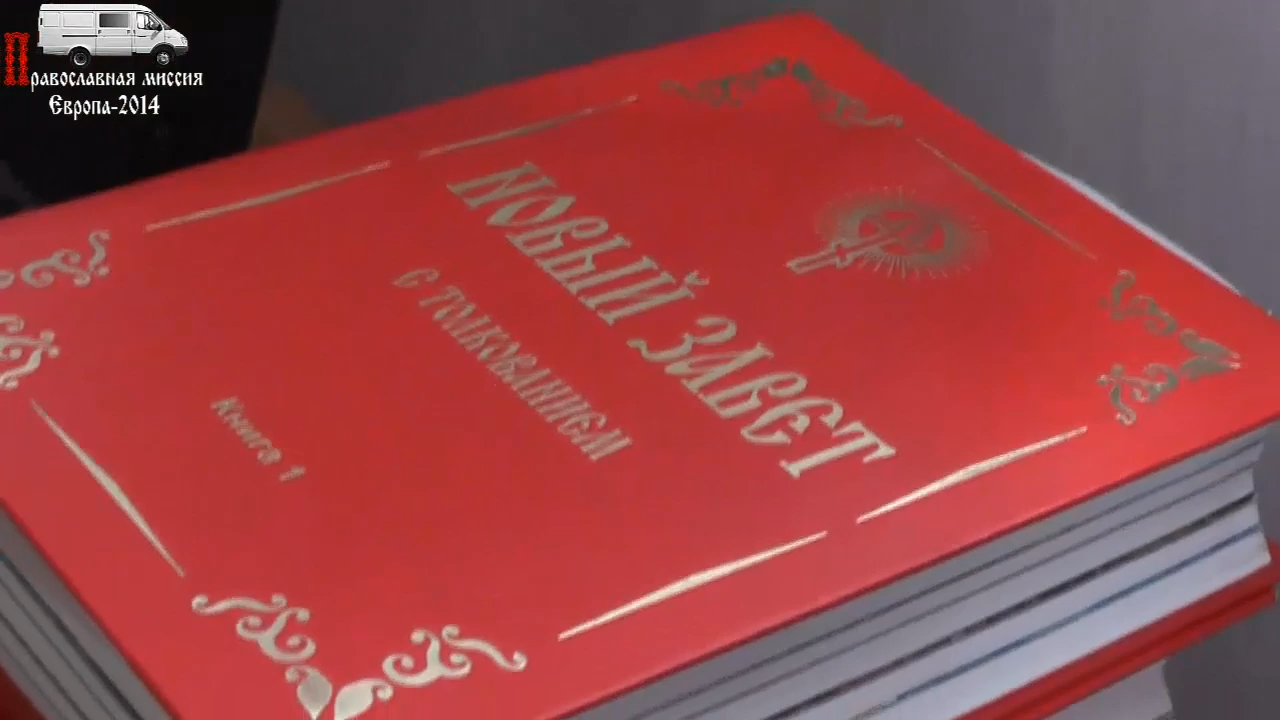 Православная миссия
Европа-2014
НОВЫЙ ЗАВЕТ
С ТОЛКОВАНИЕМ
Книга 1